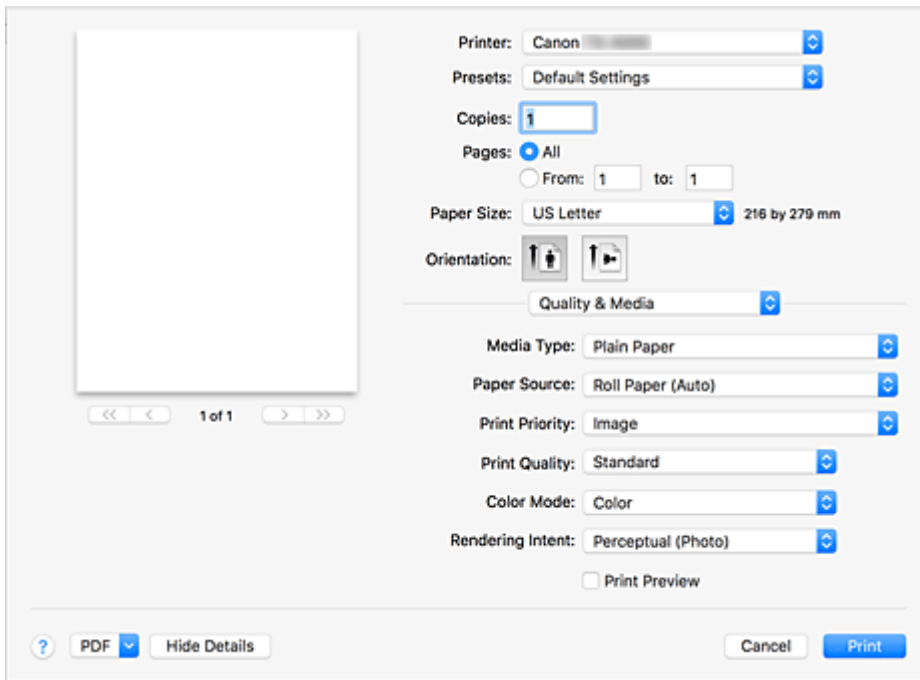 Printer: Canon
Presets: Default Settings
Copies: 1
Pages: All
From: 1 to: 1
Paper Size: US Letter 216 by 279 mm
Orientation:
Quality & Media
Media Type: Plain Paper
Paper Source: Roll Paper (Auto)
1 of 1
Print Priority: Image
Print Quality: Standard
Color Mode: Color
Rendering Intent: Perceptual (Photo)
Print Preview
? PDF Hide Details Cancel Print